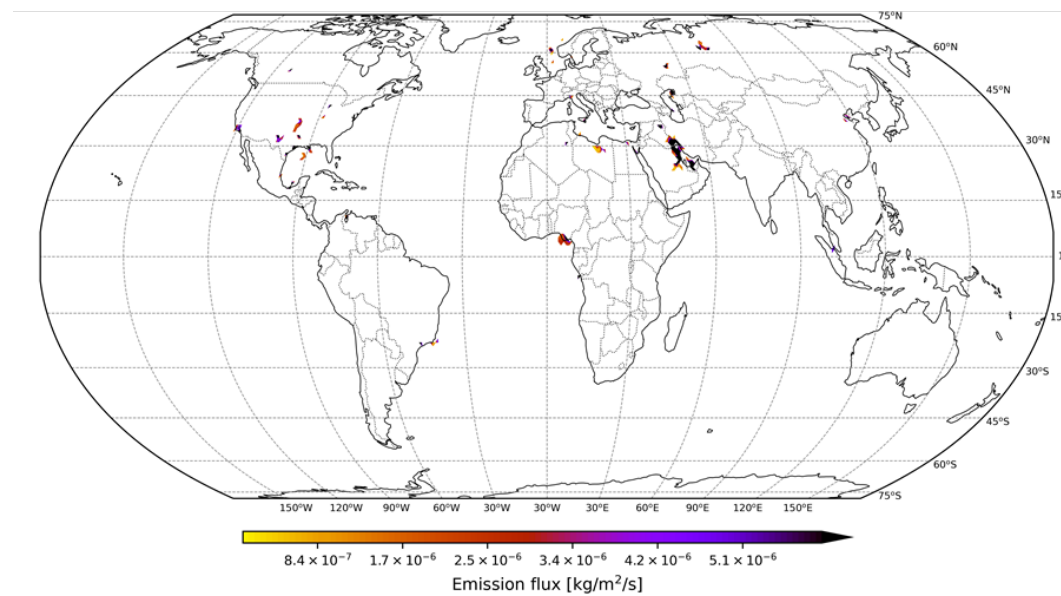 75°N
60°N
45°N
30°N
15
1
15
30°S
45°S
60°S
75°S
150°W 120°W 90°W 60°W 30°W 30°E 60°E 90°E 120°E 150°E
8.4 × 10⁻⁷ 1.7 × 10⁻⁶ 2.5 × 10⁻⁶ 3.4 × 10⁻⁶ 4.2 × 10⁻⁶ 5.1 × 10⁻⁶
Emission flux [kg/m²/s]